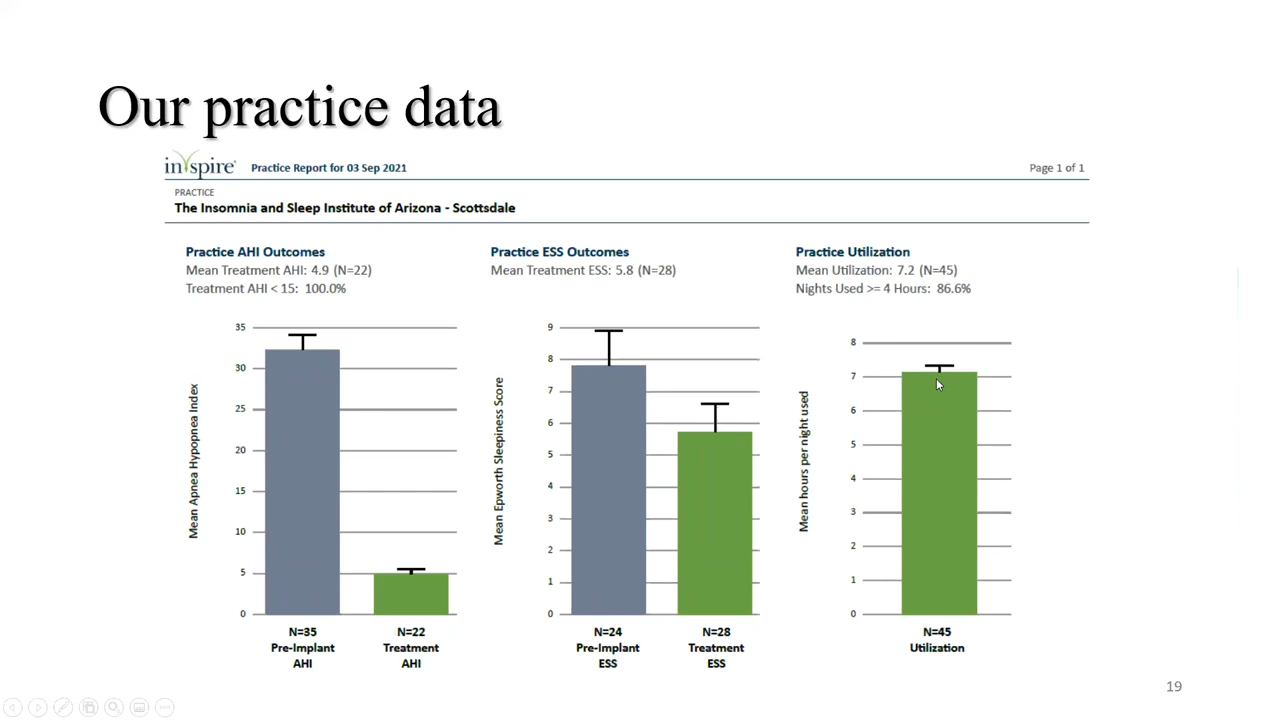 Our practice data
inspire® Practice Report for 03 Sep 2021 Page 1 of 1
PRACTICE
The Insomnia and Sleep Institute of Arizona - Scottsdale
Practice AHI Outcomes
Mean Treatment AHI: 4.9 (N=22)
Treatment AHI < 15: 100.0%
35
30
25
20
15
10
5
0
Mean Apnea Hypopnea Index
N=35
Pre-Implant
AHI
N=22
Treatment
AHI
Practice ESS Outcomes
Mean Treatment ESS: 5.8 (N=28)
9
8
7
6
5
4
3
2
1
0
Mean Epworth Sleepiness Score
N=24
Pre-Implant
ESS
N=28
Treatment
ESS
Practice Utilization
Mean Utilization: 7.2 (N=45)
Nights Used >= 4 Hours: 86.6%
8
7
6
5
4
3
2
1
0
Mean hours per night used
N=45
Utilization
19